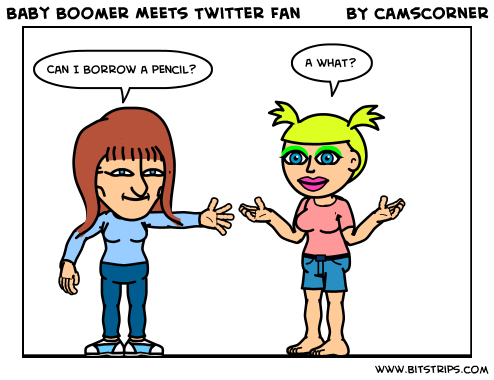 BABY BOOMER MEETS TWITTER FAN BY CAMSCORNER
CAN I BORROW A PENCIL?
A WHAT?
WWW.BITSTRIPS.COM